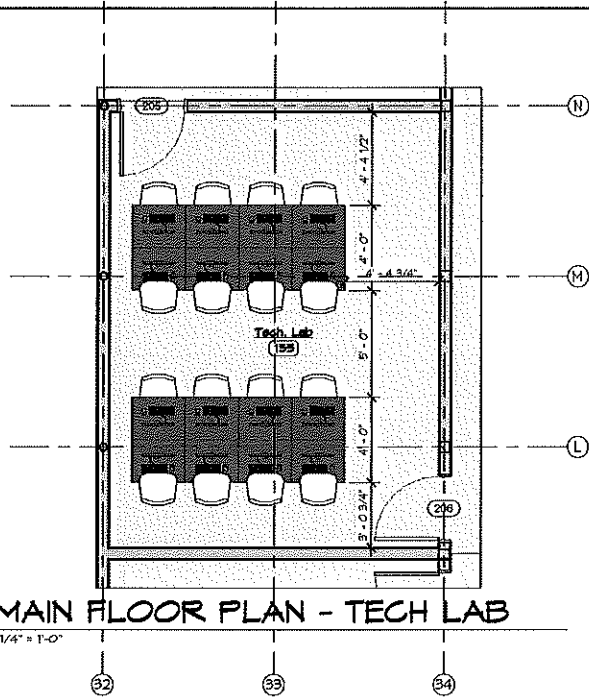 205
N
4' - 4 1/2"
4' - 0"
4' - 4 3/4"
M
Tech. Lab
155
5' - 0"
4' - 0"
L
206
3' - 0 3/4"
MAIN FLOOR PLAN - TECH LAB
1/4" = 1'-0"
32
33
34